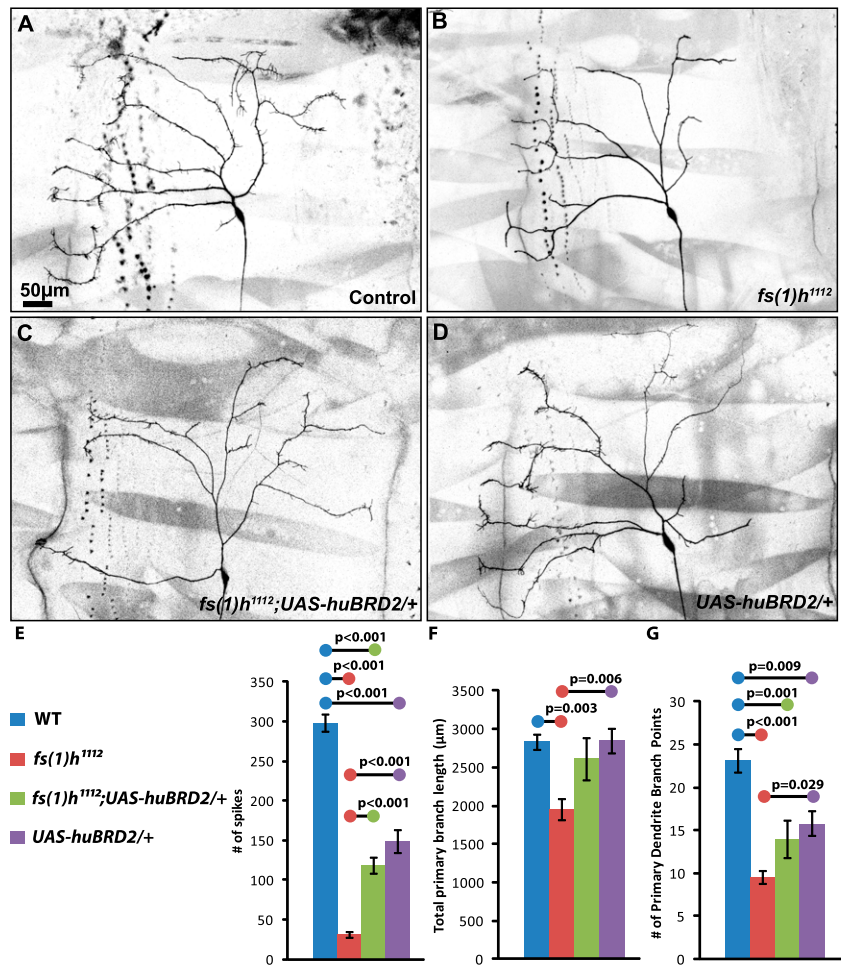 A
50µm
Control
B
fs(1)h1112
C
fs(1)h1112;UAS-huBRD2/+
D
UAS-huBRD2/+
WT
fs(1)h1112
fs(1)h1112;UAS-huBRD2/+
UAS-huBRD2/+
E
p<0.001
p<0.001
p<0.001
p<0.001
p<0.001
# of spikes
350
300
250
200
150
100
50
0
F
p=0.006
p=0.003
Total primary branch length (µm)
3500
3000
2500
2000
1500
1000
500
0
G
p=0.009
p=0.001
p<0.001
p=0.029
# of Primary Dendrite Branch Points
30
25
20
15
10
5
0